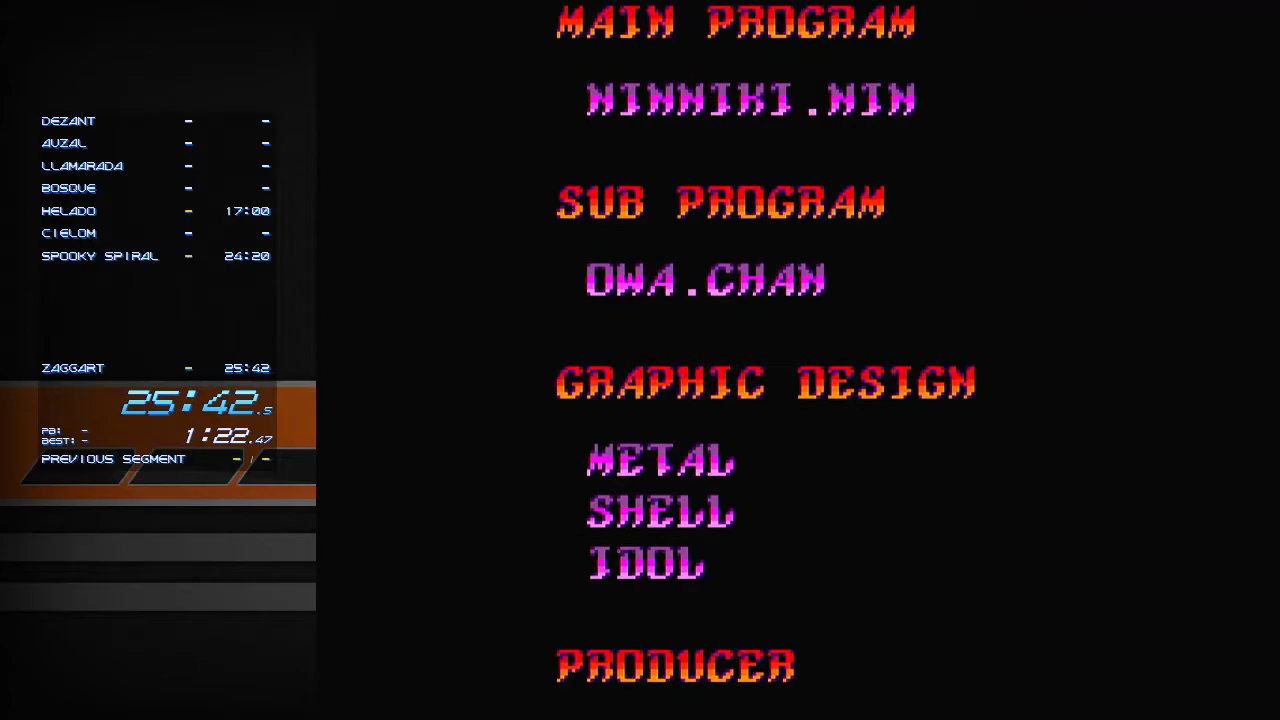 DEZANT - -
AUZAL - -
LLAMARADA - -
BOSQUE - -
HELADO - 17:00
CIELOM - -
SPOOKY SPIRAL - 24:20
ZAGGART - 25:42
25:42.5
PB: -
BEST: -
1:22.47
PREVIOUS SEGMENT - / -
MAIN PROGRAM
NINNIKI.NIN
SUB PROGRAM
OWA.CHAN
GRAPHIC DESIGN
METAL
SHELL
IDOL
PRODUCER